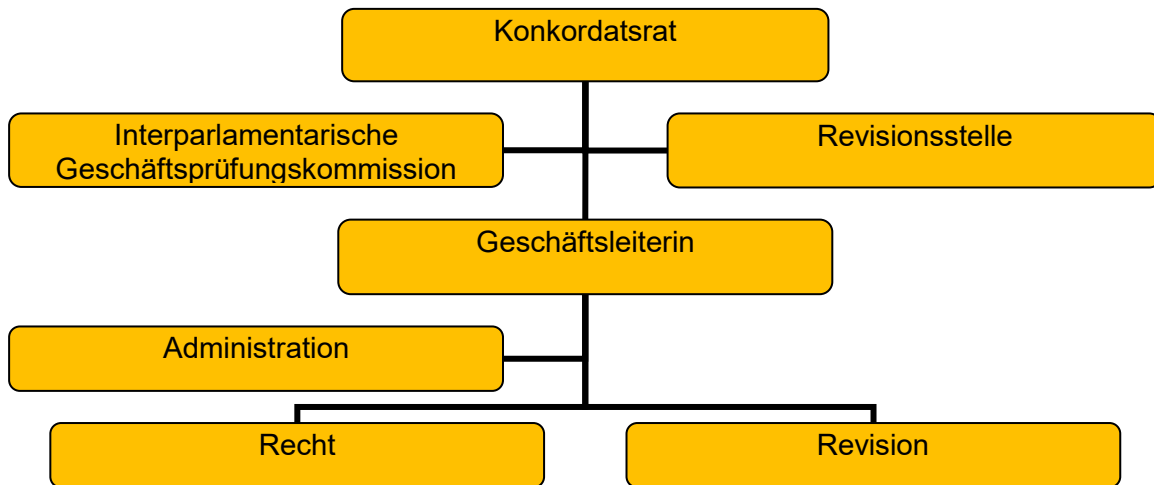 Konkordatsrat
Interparlamentarische
Geschäftsprüfungskommission
Revisionsstelle
Geschäftsleiterin
Administration
Recht
Revision